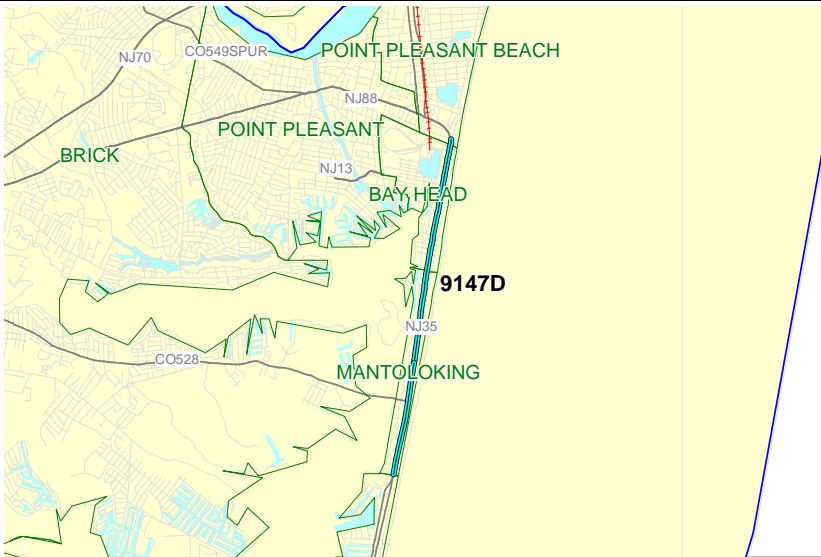 CO549SPUR
POINT PLEASANT BEACH
NJ70
NJ88
POINT PLEASANT
BRICK
NJ13
BAY HEAD
9147D
NJ35
CO528
MANTOLOKING